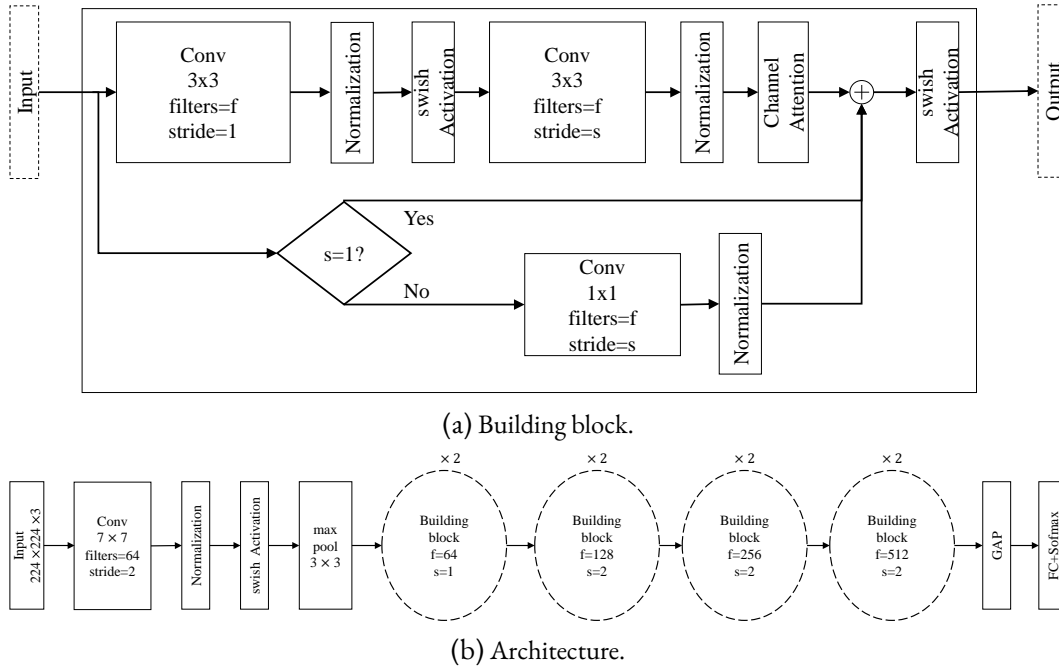 Input
Conv
3x3
filters=f
stride=1
Normalization
swish
Activation
Conv
3x3
filters=f
stride=s
Normalization
Channel
Attention
+
swish
Activation
Output
s=1?
Yes
No
Conv
1x1
filters=f
stride=s
Normalization
(a) Building block.
Input
224 ×224 ×3
Conv
7 × 7
filters=64
stride=2
Normalization
swish Activation
max
pool
3 × 3
× 2
Building
block
f=64
s=1
× 2
Building
block
f=128
s=2
× 2
Building
block
f=256
s=2
× 2
Building
block
f=512
s=2
GAP
FC+Sofmax
(b) Architecture.